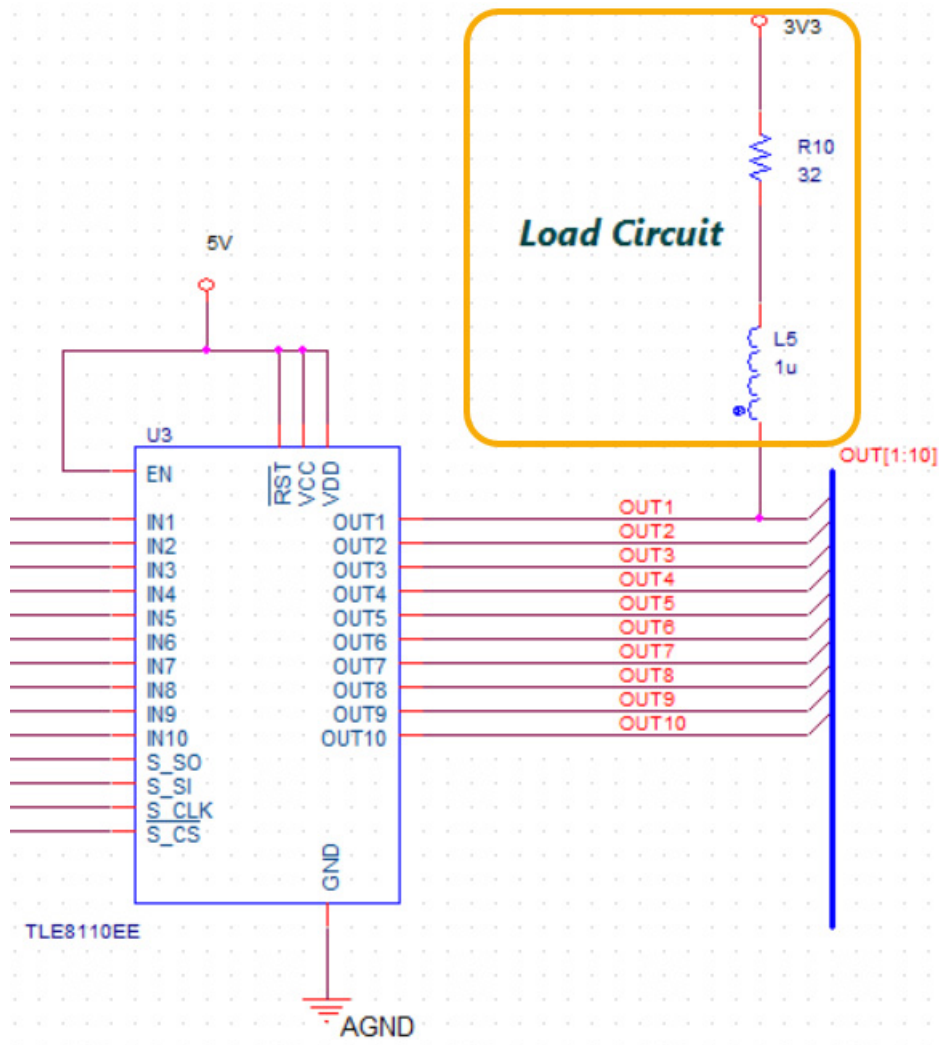 3V3
R10
32
Load Circuit
5V
L5
1u
U3
OUT[1:10]
EN
RST
VCC
VDD
IN1
OUT1
OUT1
IN2
OUT2
OUT2
IN3
OUT3
OUT3
IN4
OUT4
OUT4
IN5
OUT5
OUT5
IN6
OUT6
OUT6
IN7
OUT7
OUT7
IN8
OUT8
OUT8
IN9
OUT9
OUT9
IN10
OUT10
OUT10
S_SO
S_SI
S_CLK
S_CS
GND
TLE8110EE
AGND